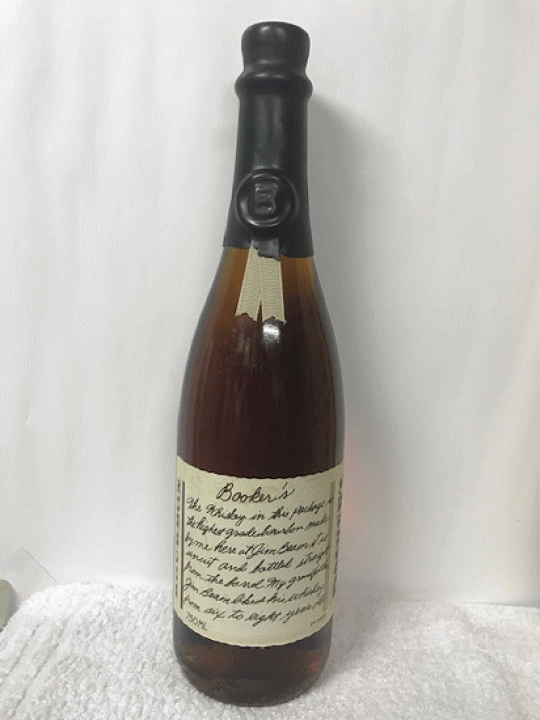 B
Booker's
The Whiskey in this package is
the highest grade bourbon made
by me here at Jim Beam. it is
uncut and bottled straight
from the barrel. My grandfather
Jim Beam liked his whiskey
from six to eight years old
750ML